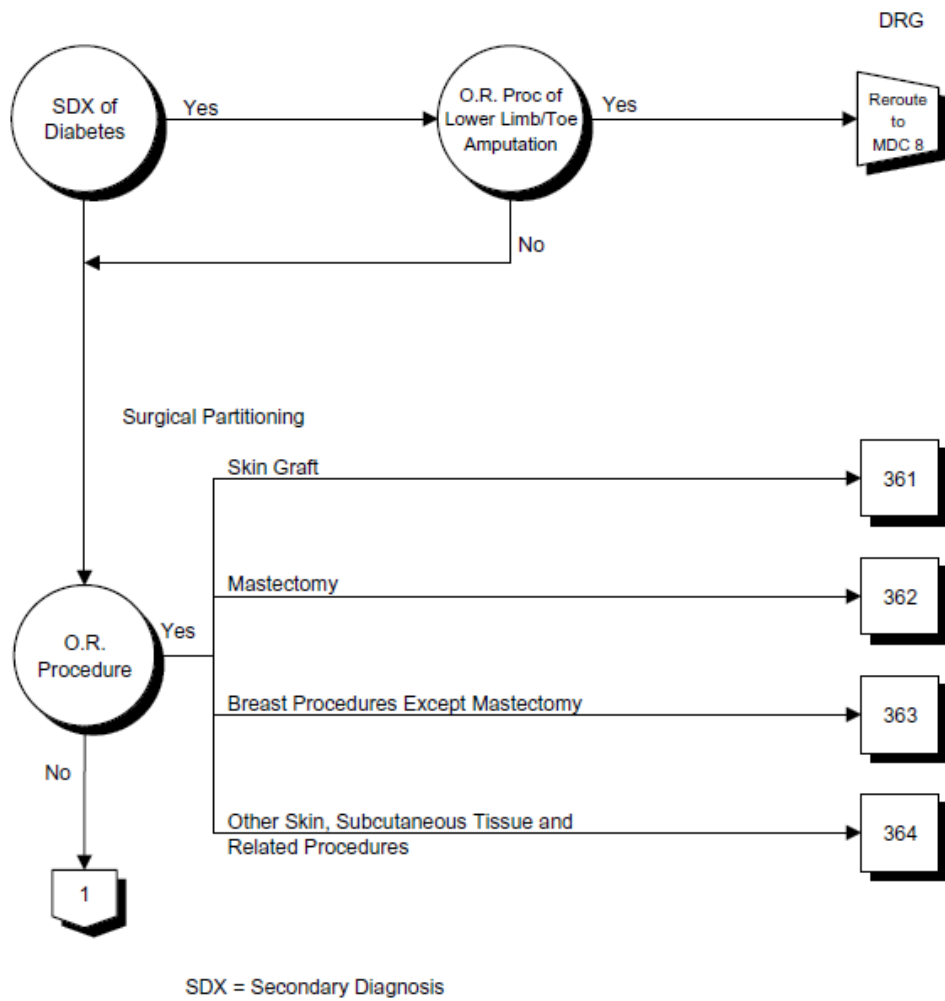 DRG
SDX of
Diabetes
Yes
O.R. Proc of
Lower Limb/Toe
Amputation
Yes
Reroute
to
MDC 8
No
Surgical Partitioning
Skin Graft
361
Mastectomy
362
O.R.
Procedure
Yes
Breast Procedures Except Mastectomy
363
No
Other Skin, Subcutaneous Tissue and
Related Procedures
364
1
SDX = Secondary Diagnosis